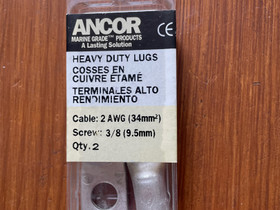 ANCOR
MARINE GRADE™ PRODUCTS
A Lasting Solution
CE
HEAVY DUTY LUGS
COSSES EN
CUIVRE ETAMÉ
TERMINALES ALTO
RENDIMIENTO
Cable: 2 AWG (34mm²)
Screw: 3/8 (9.5mm)
Qty. 2